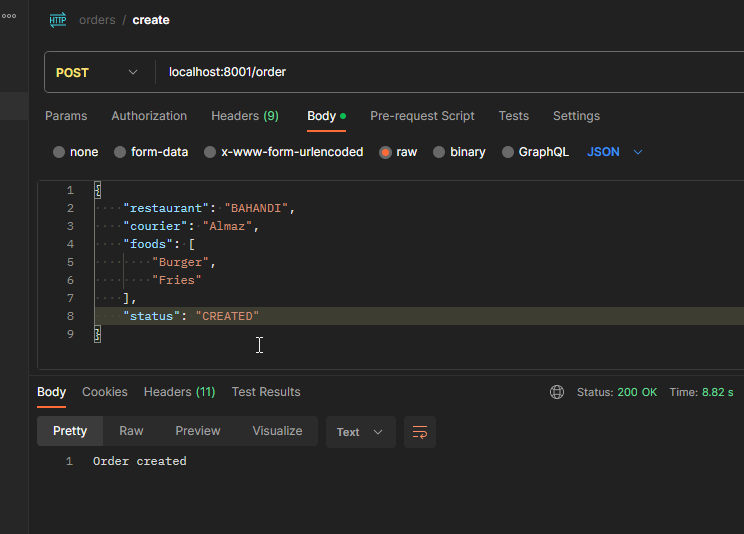 HTTP orders / create
POST localhost:8001/order
Params Authorization Headers (9) Body Pre-request Script Tests Settings
none form-data x-www-form-urlencoded raw binary GraphQL JSON
1 {
2 "restaurant": "BAHANDI",
3 "courier": "Almaz",
4 "foods": [
5 "Burger",
6 "Fries"
7 ],
8 "status": "CREATED"
9 }
Body Cookies Headers (11) Test Results Status: 200 OK Time: 8.82 s
Pretty Raw Preview Visualize Text
1 Order created